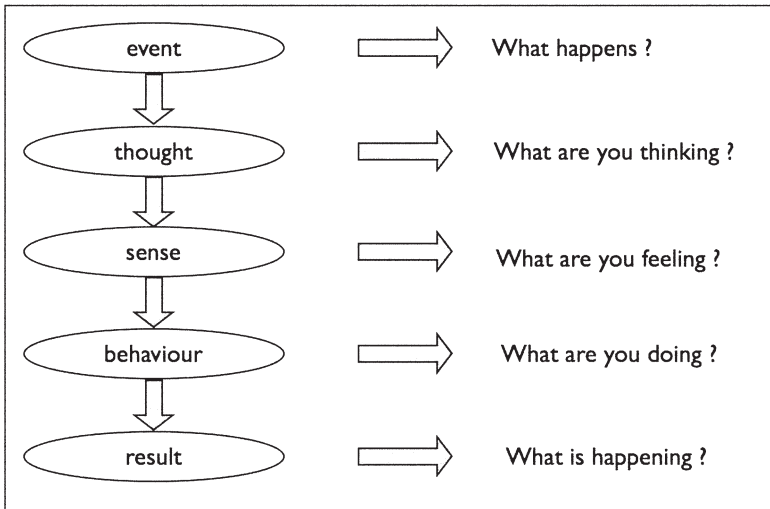 event
What happens ?
thought
What are you thinking ?
sense
What are you feeling ?
behaviour
What are you doing ?
result
What is happening ?